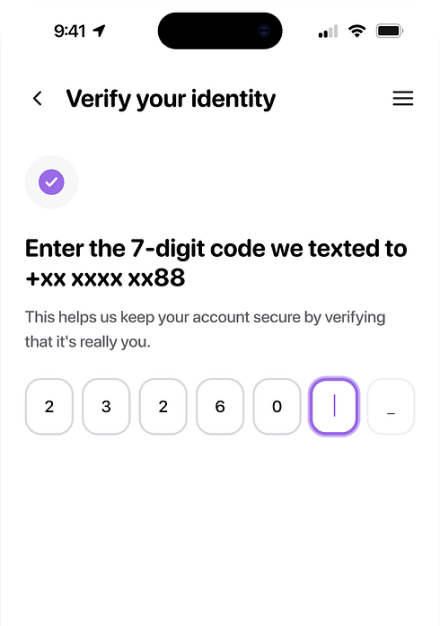 9:41
Verify your identity
Enter the 7-digit code we texted to
+xx xxxx xx88
This helps us keep your account secure by verifying
that it's really you.
2 3 2 6 0 _